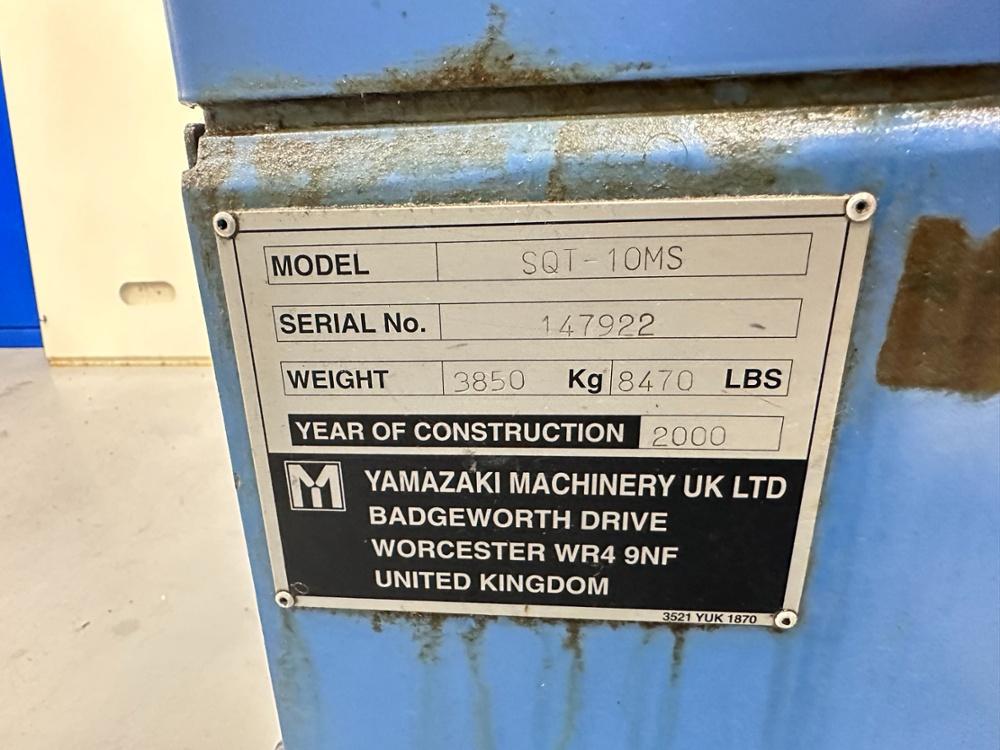 MODEL SQT-10MS
SERIAL No. 147922
WEIGHT 3850 Kg 8470 LBS
YEAR OF CONSTRUCTION 2000
YAMAZAKI MACHINERY UK LTD
BADGEWORTH DRIVE
WORCESTER WR4 9NF
UNITED KINGDOM
3521 YUK 1870